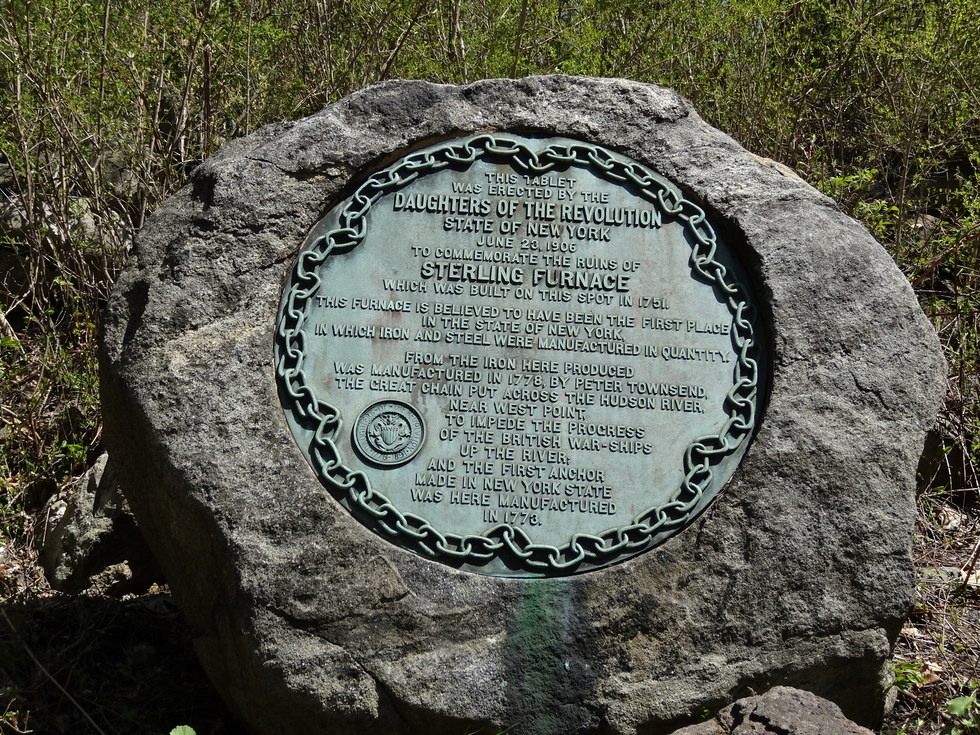 THIS TABLET
WAS ERECTED BY THE
DAUGHTERS OF THE REVOLUTION
STATE OF NEW YORK
JUNE 23, 1906
TO COMMEMORATE THE RUINS OF
STERLING FURNACE
WHICH WAS BUILT ON THIS SPOT IN 1751.
THIS FURNACE IS BELIEVED TO HAVE BEEN THE FIRST PLACE
IN THE STATE OF NEW YORK,
IN WHICH IRON AND STEEL WERE MANUFACTURED IN QUANTITY.
FROM THE IRON HERE PRODUCED
WAS MANUFACTURED IN 1778, BY PETER TOWNSEND,
THE GREAT CHAIN PUT ACROSS THE HUDSON RIVER,
NEAR WEST POINT,
TO IMPEDE THE PROGRESS
OF THE BRITISH WAR-SHIPS
UP THE RIVER;
AND THE FIRST ANCHOR
MADE IN NEW YORK STATE
WAS HERE MANUFACTURED
IN 1773.